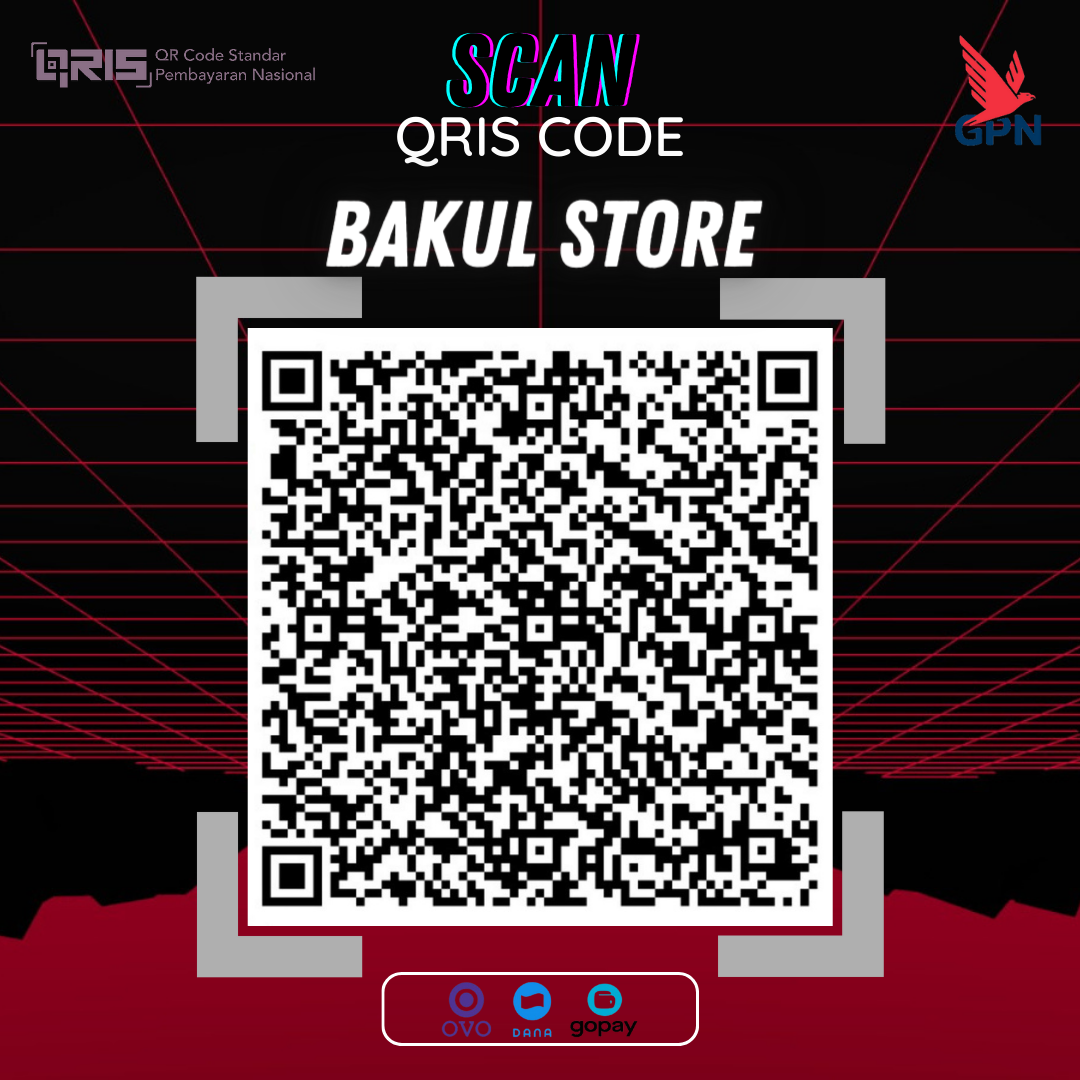 QRIS
QR Code Standar
Pembayaran Nasional
SCAN
QRIS CODE
GPN
BAKUL STORE
OVO
DANA
gopay